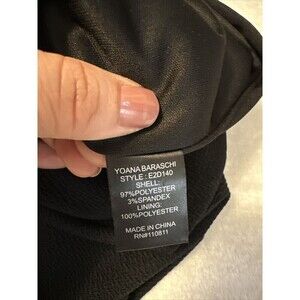 YOANA BARASCHI
STYLE : E2D140
SHELL:
97%POLYESTER
3%SPANDEX
LINING:
100%POLYESTER
MADE IN CHINA
RN#110811